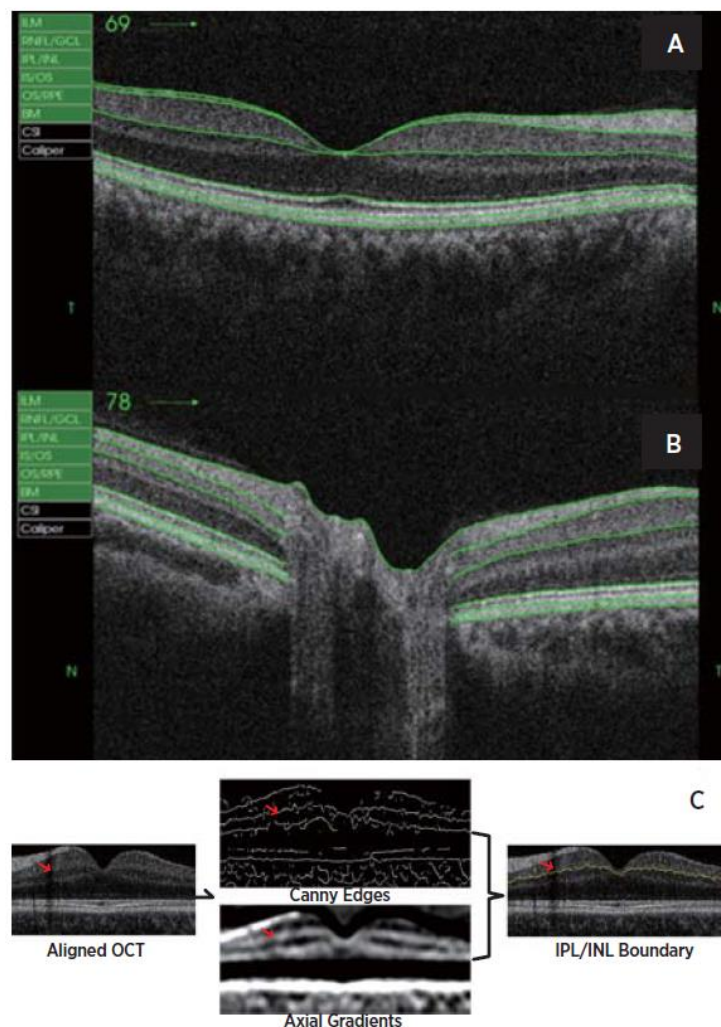 ILM
RNFL/GCL
IPL/INL
IS/OS
OS/RPE
BM
CSI
Caliper
69
A
T
N
ILM
RNFL/GCL
IPL/INL
IS/OS
OS/RPE
BM
CSI
Caliper
78
B
N
T
C
Canny Edges
Aligned OCT
IPL/INL Boundary
Axial Gradients